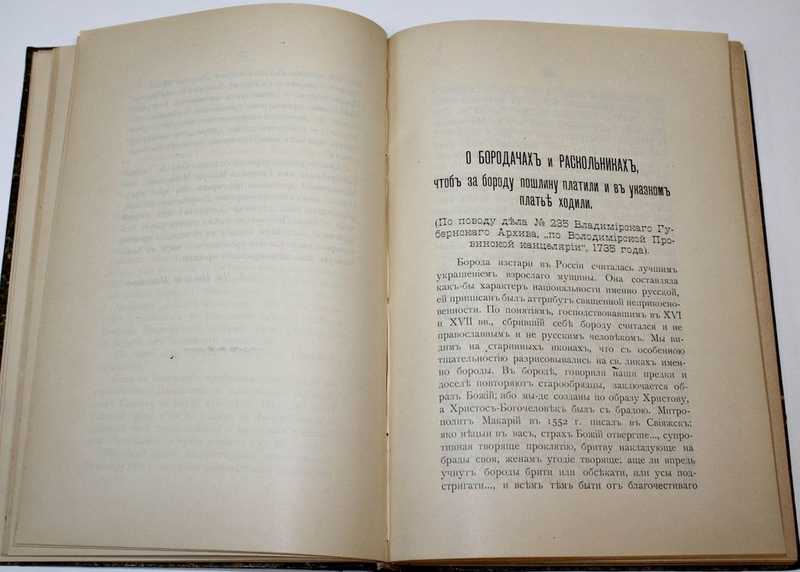 О БОРОДАЧАХЪ и РАСКОЛЬНИКАХЪ,
чтобъ за бороду пошлину платили и въ указномъ
платьѣ ходили.
(По поводу дѣла № 235 Владимірскаго Гу-
бернскаго Архива, „по Володимірской Про-
винской канцеляріи“, 1735 года).
Борода изстари въ Россіи считалась лучшимъ
украшеніемъ взрослаго мущины. Она составляла
какъ-бы характеръ національности именно русской,
ей приписанъ былъ аттрибутъ священной неприкосно-
венности. По понятіямъ, господствовавшимъ въ XVI
и XVII вв., сбрившій себѣ бороду считался и не
православнымъ и не русскимъ человѣкомъ. Мы ви-
димъ на старинныхъ иконахъ, что съ особенною
тщательностію разрисовывались на св. ликахъ имен-
но бороды. Въ бородѣ, говорили наши предки и
доселѣ повторяютъ старообрядцы, заключается об-
разъ Божій; ибо мы-де созданы по образу Христову,
а Христосъ-Богочеловѣкъ былъ съ брадою. Митро-
политъ Макарій въ 1552 г. писалъ въ Свіяжскъ:
яко нѣцыи въ васъ, страхъ Божій отвергше..., супро-
тивная творяще проклятію, бритву накладующе на
брады своя, женамъ угодіе творяще; аще ли впредь
учнутъ бороды брити или обсѣкати, или усы под-
стригати..., и всѣмъ тѣмъ быти отъ благочестиваго